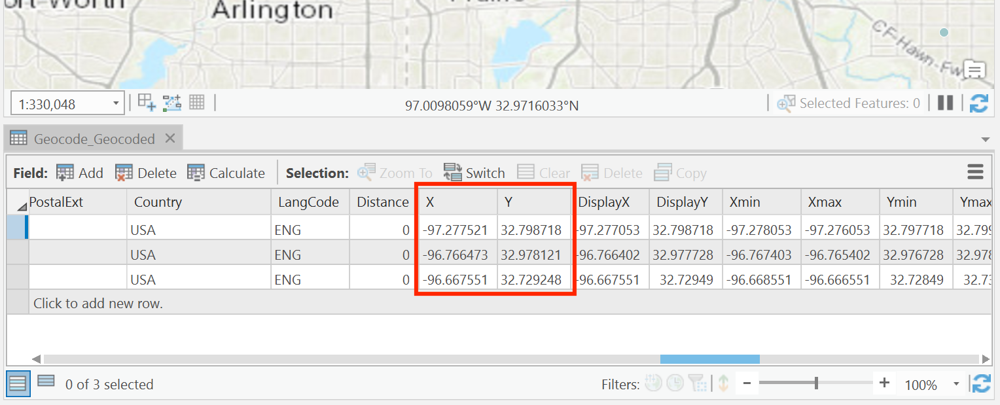 Arlington
CF-Hawn-Fwy
1:330,048
97.0098059°W 32.9716033°N
Selected Features: 0
Geocode_Geocoded
Field: Add Delete Calculate Selection: Zoom To Switch Clear Delete Copy
PostalExt Country LangCode Distance X Y DisplayX DisplayY Xmin Xmax Ymin Ymax
USA ENG 0 -97.277521 32.798718 -97.277053 32.798718 -97.278053 -97.276053 32.797718 32.799
USA ENG 0 -96.766473 32.978121 -96.766402 32.977728 -96.767403 -96.765402 32.976728 32.978
USA ENG 0 -96.667551 32.729248 -96.667551 32.72949 -96.668551 -96.666551 32.72849 32.73
Click to add new row.
0 of 3 selected
Filters:
100%